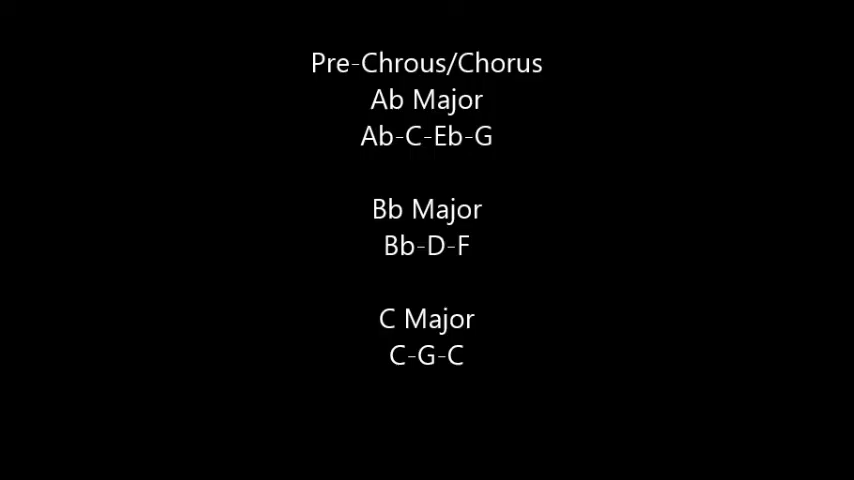 Pre-Chrous/Chorus
Ab Major
Ab-C-Eb-G
Bb Major
Bb-D-F
C Major
C-G-C